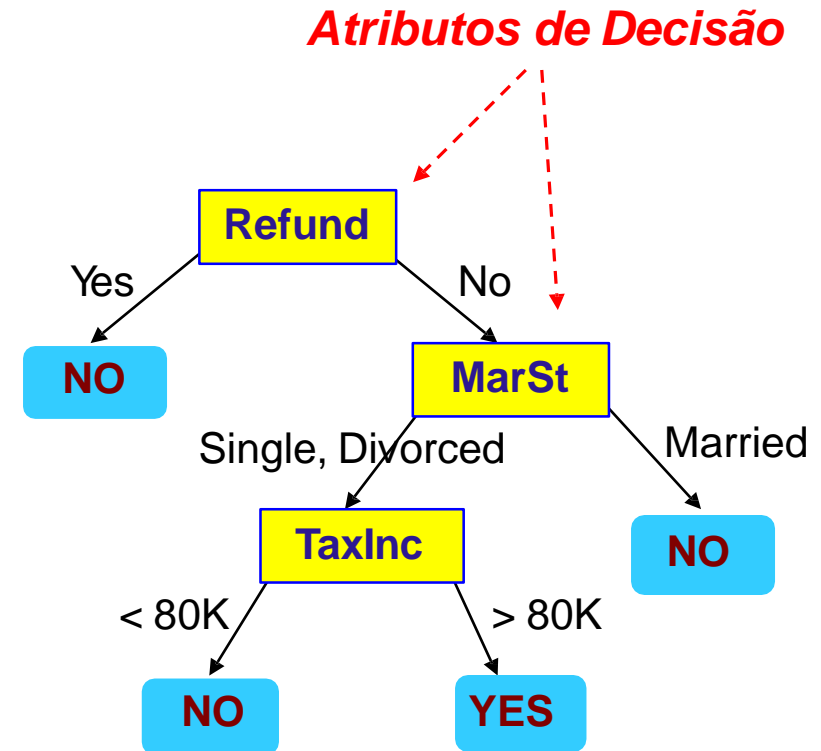 Atributos de Decisão
Refund
Yes
No
NO
MarSt
Single, Divorced
Married
TaxInc
NO
< 80K
> 80K
NO
YES